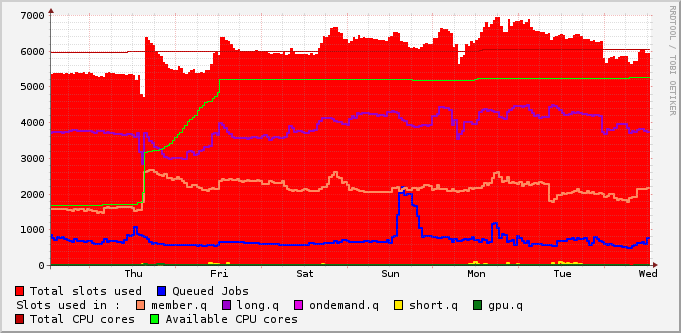 7000
6000
5000
4000
3000
2000
1000
0
Thu Fri Sat Sun Mon Tue Wed
RRDTOOL / TOBI OETIKER
Total slots used Queued Jobs
Slots used in : member.q long.q ondemand.q short.q gpu.q
Total CPU cores Available CPU cores